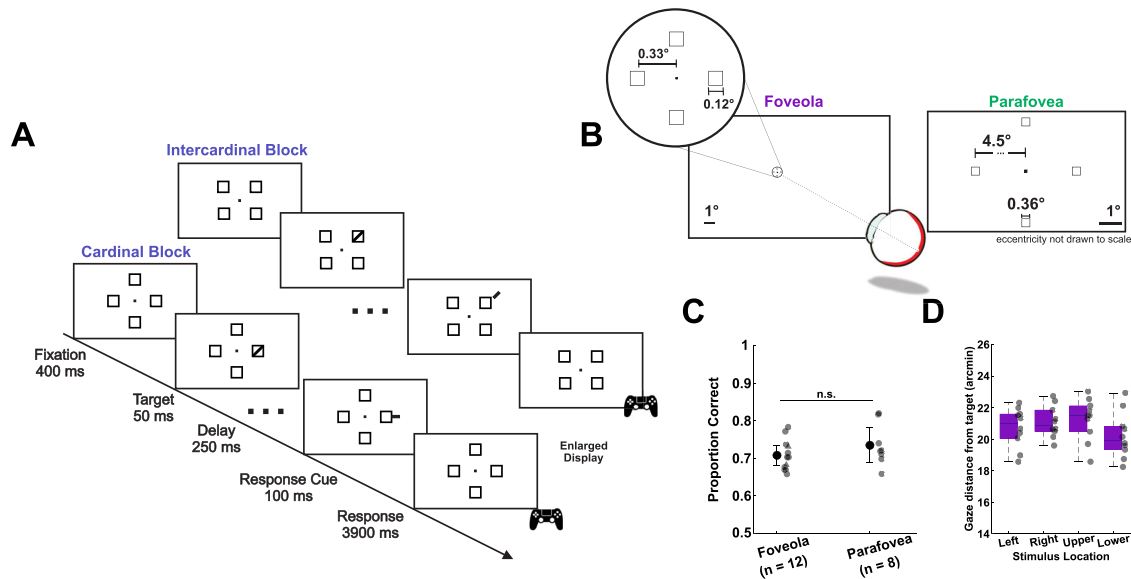 A
Intercardinal Block
Cardinal Block
Fixation
400 ms
Target
50 ms
Delay
250 ms
Response Cue
100 ms
Response
3900 ms
Enlarged
Display
B
0.33°
0.12°
Foveola
1°
Parafovea
4.5°
...
0.36°
1°
eccentricity not drawn to scale
C
Proportion Correct
1
0.9
0.8
0.7
0.6
0.5
n.s.
Foveola
(n = 12)
Parafovea
(n = 8)
D
Gaze distance from target (arcmin)
26
24
22
20
18
16
14
Left
Right
Upper
Lower
Stimulus Location